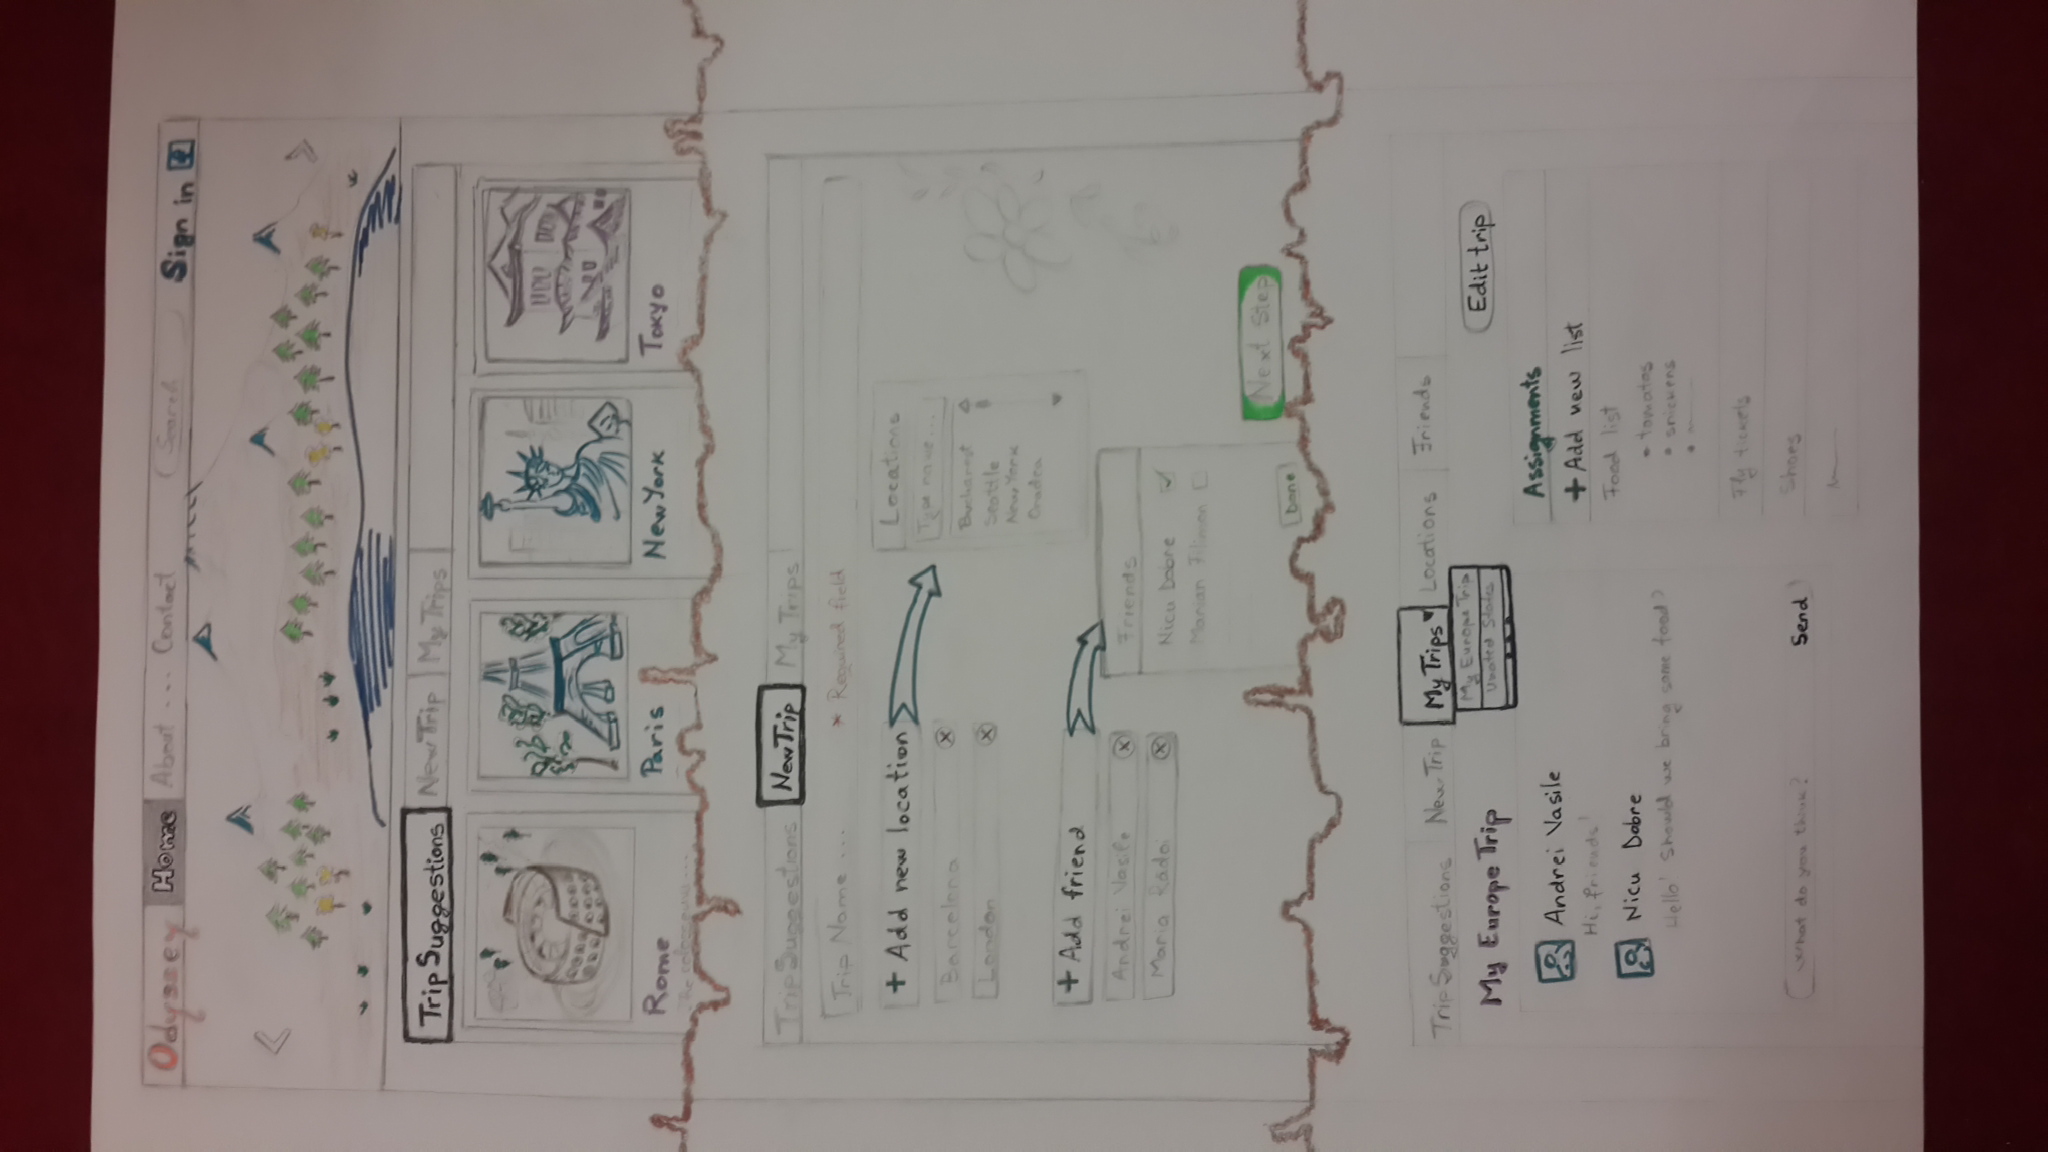 Odyssey Home About ... Contact Search Sign in
Trip Suggestions New Trip My Trips
Rome Paris New York Tokyo
The colosseum ...
Trip Suggestions New Trip My Trips
Trip Name ... * Required field
+ Add new location
Barcelona
London
Locations
Type name...
Bucharest
Seattle
New York
Oradea
+ Add friend
Andrei Vasile
Maria Radoi
Friends
Nicu Dobre
Marian Filimon
Done
Next Step
Trip Suggestions New Trip My Trips Locations Friends
My Europe Trip
United States
My Europe Trip
Edit trip
Andrei Vasile
Hi, friends!
Nicu Dobre
Hello! Should we bring some food?
What do you think? Send
Assignments
+ Add new list
Food list
• tomatos
• snickers
Fly tickets
Shoes